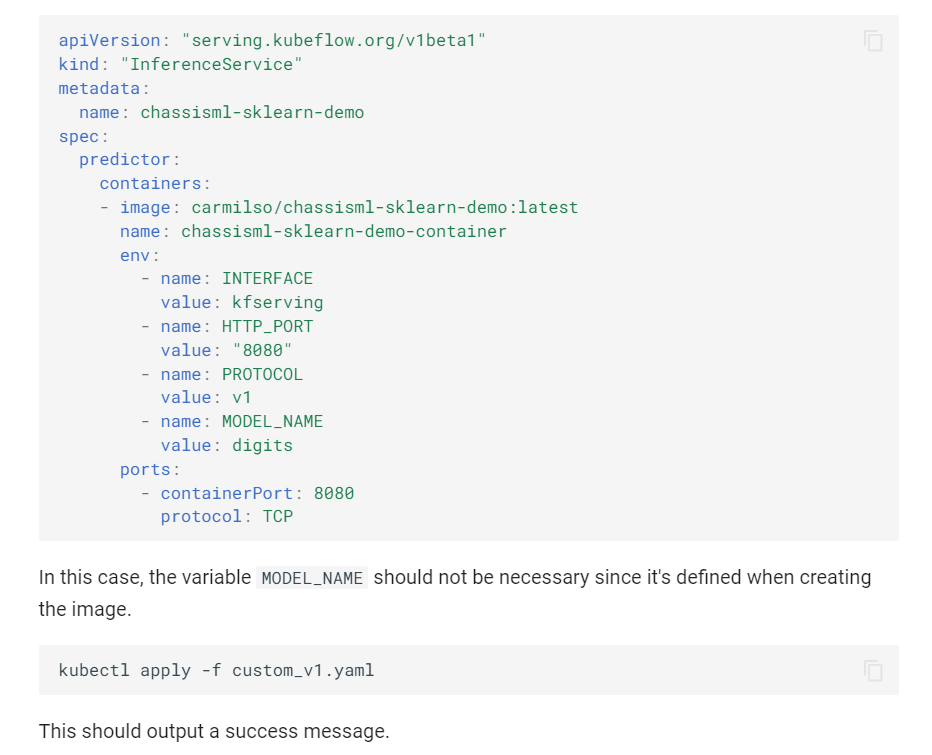 apiVersion: "serving.kubeflow.org/v1beta1"
kind: "InferenceService"
metadata:
  name: chassisml-sklearn-demo
spec:
  predictor:
    containers:
    - image: carmilso/chassisml-sklearn-demo:latest
      name: chassisml-sklearn-demo-container
      env:
        - name: INTERFACE
          value: kfserving
        - name: HTTP_PORT
          value: "8080"
        - name: PROTOCOL
          value: v1
        - name: MODEL_NAME
          value: digits
      ports:
        - containerPort: 8080
          protocol: TCP
In this case, the variable MODEL_NAME should not be necessary since it's defined when creating
the image.
kubectl apply -f custom_v1.yaml
This should output a success message.